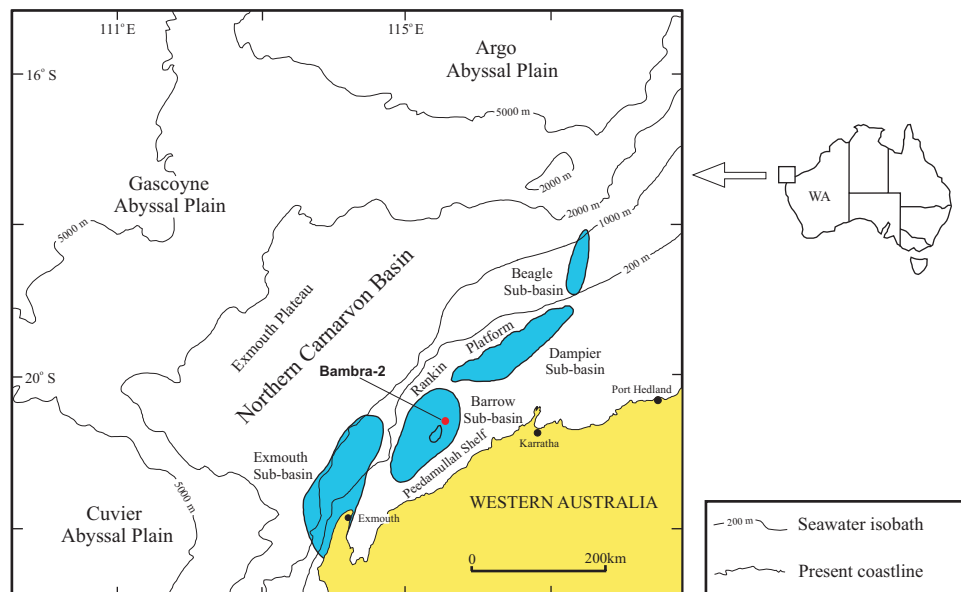 111°E
115°E
Argo
Abyssal Plain
16°S
5000 m
2000 m
Gascoyne
Abyssal Plain
5000 m
2000 m
1000 m
WA
200 m
Beagle
Sub-basin
Exmouth Plateau
Northern Carnarvon Basin
Platform
Rankin
Dampier
Sub-basin
20°S
Bambra-2
Port Hedland
Barrow
Sub-basin
Karratha
Peedamullah Shelf
Exmouth
Sub-basin
5000 m
WESTERN AUSTRALIA
Cuvier
Abyssal Plain
Exmouth
0
200km
200 m
Seawater isobath
Present coastline